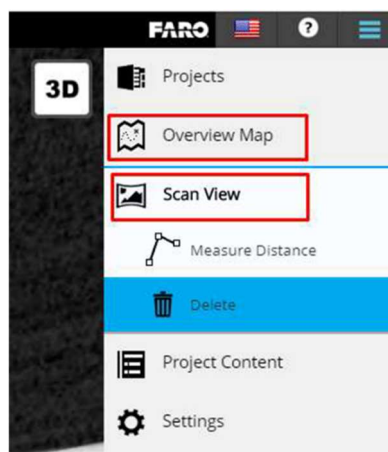 FARO
?
3D
Projects
Overview Map
Scan View
Measure Distance
Delete
Project Content
Settings